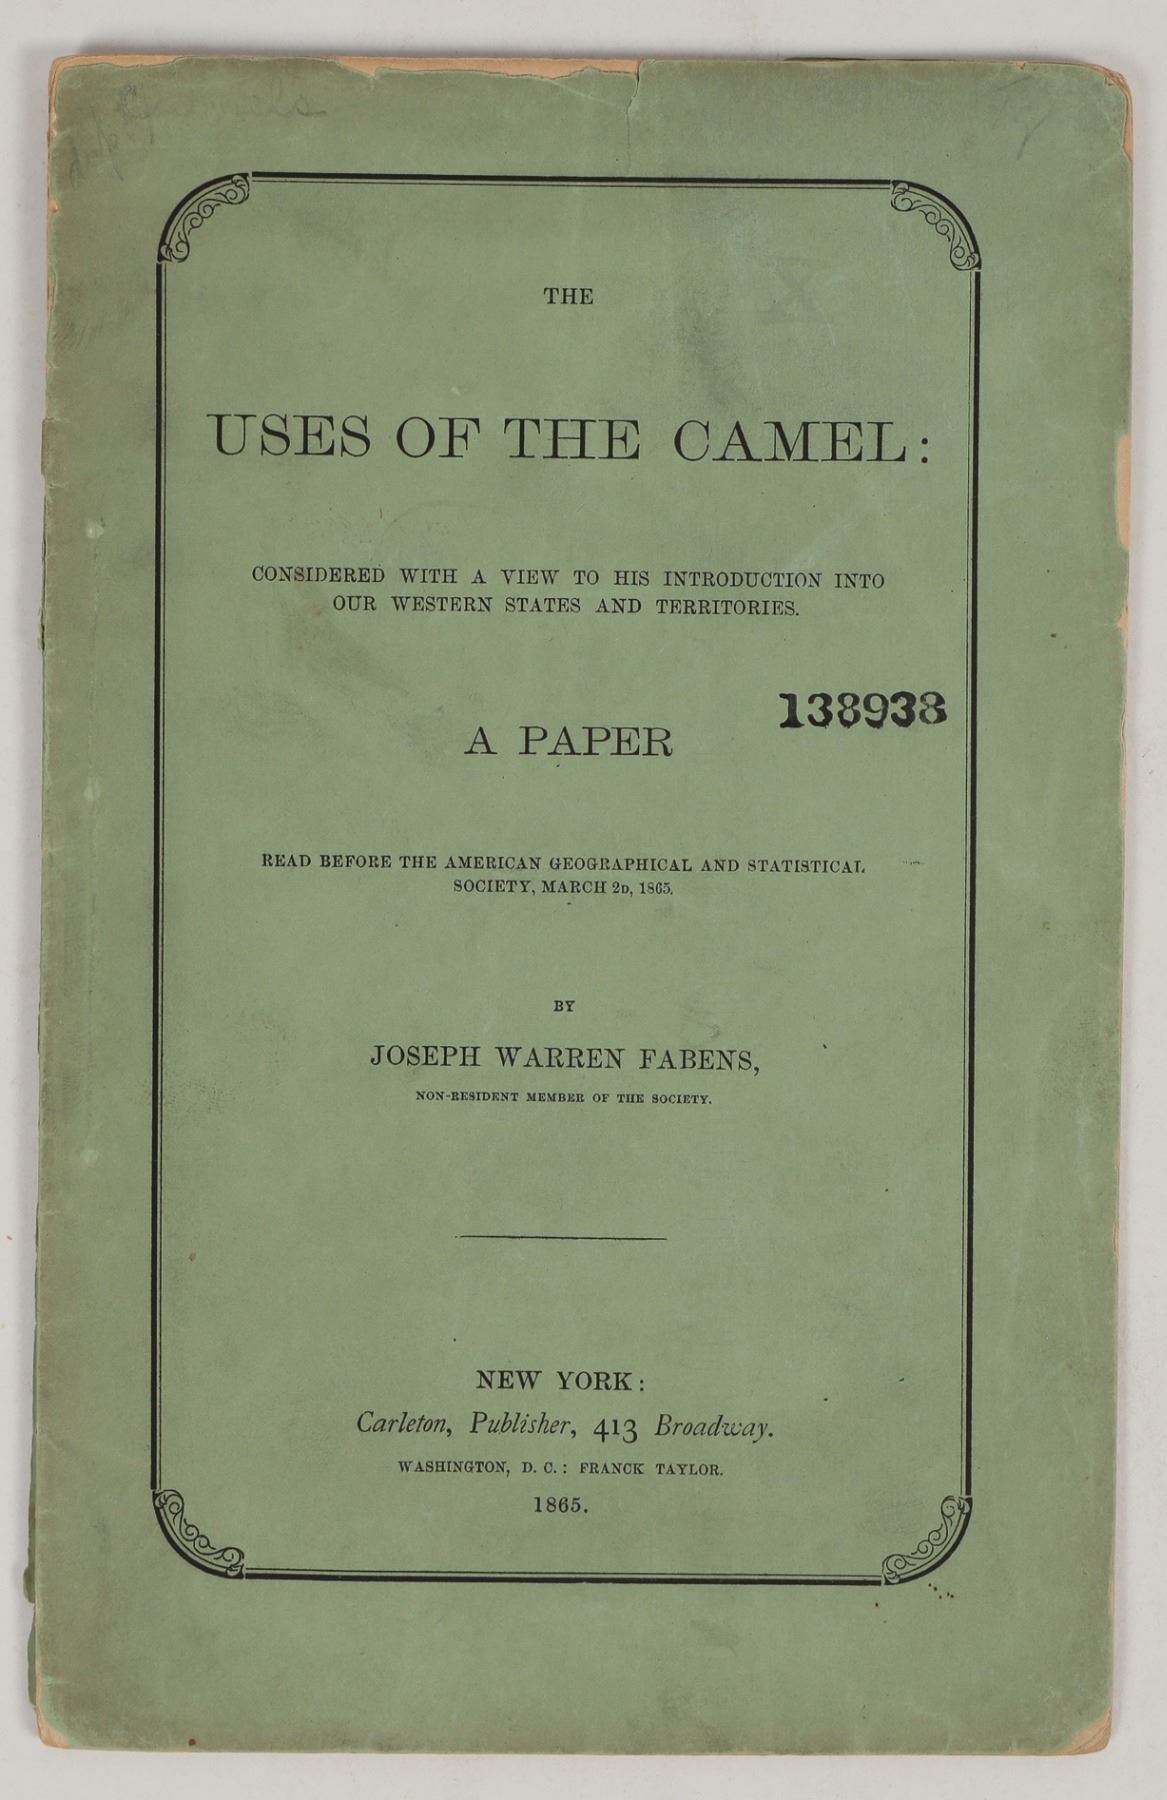 THE
USES OF THE CAMEL:
CONSIDERED WITH A VIEW TO HIS INTRODUCTION INTO
OUR WESTERN STATES AND TERRITORIES.
138938
A PAPER
READ BEFORE THE AMERICAN GEOGRAPHICAL AND STATISTICAL
SOCIETY, MARCH 2D, 1865.
BY
JOSEPH WARREN FABENS,
NON-RESIDENT MEMBER OF THE SOCIETY.
NEW YORK:
Carleton, Publisher, 413 Broadway.
WASHINGTON, D. C.: FRANCK TAYLOR.
1865.